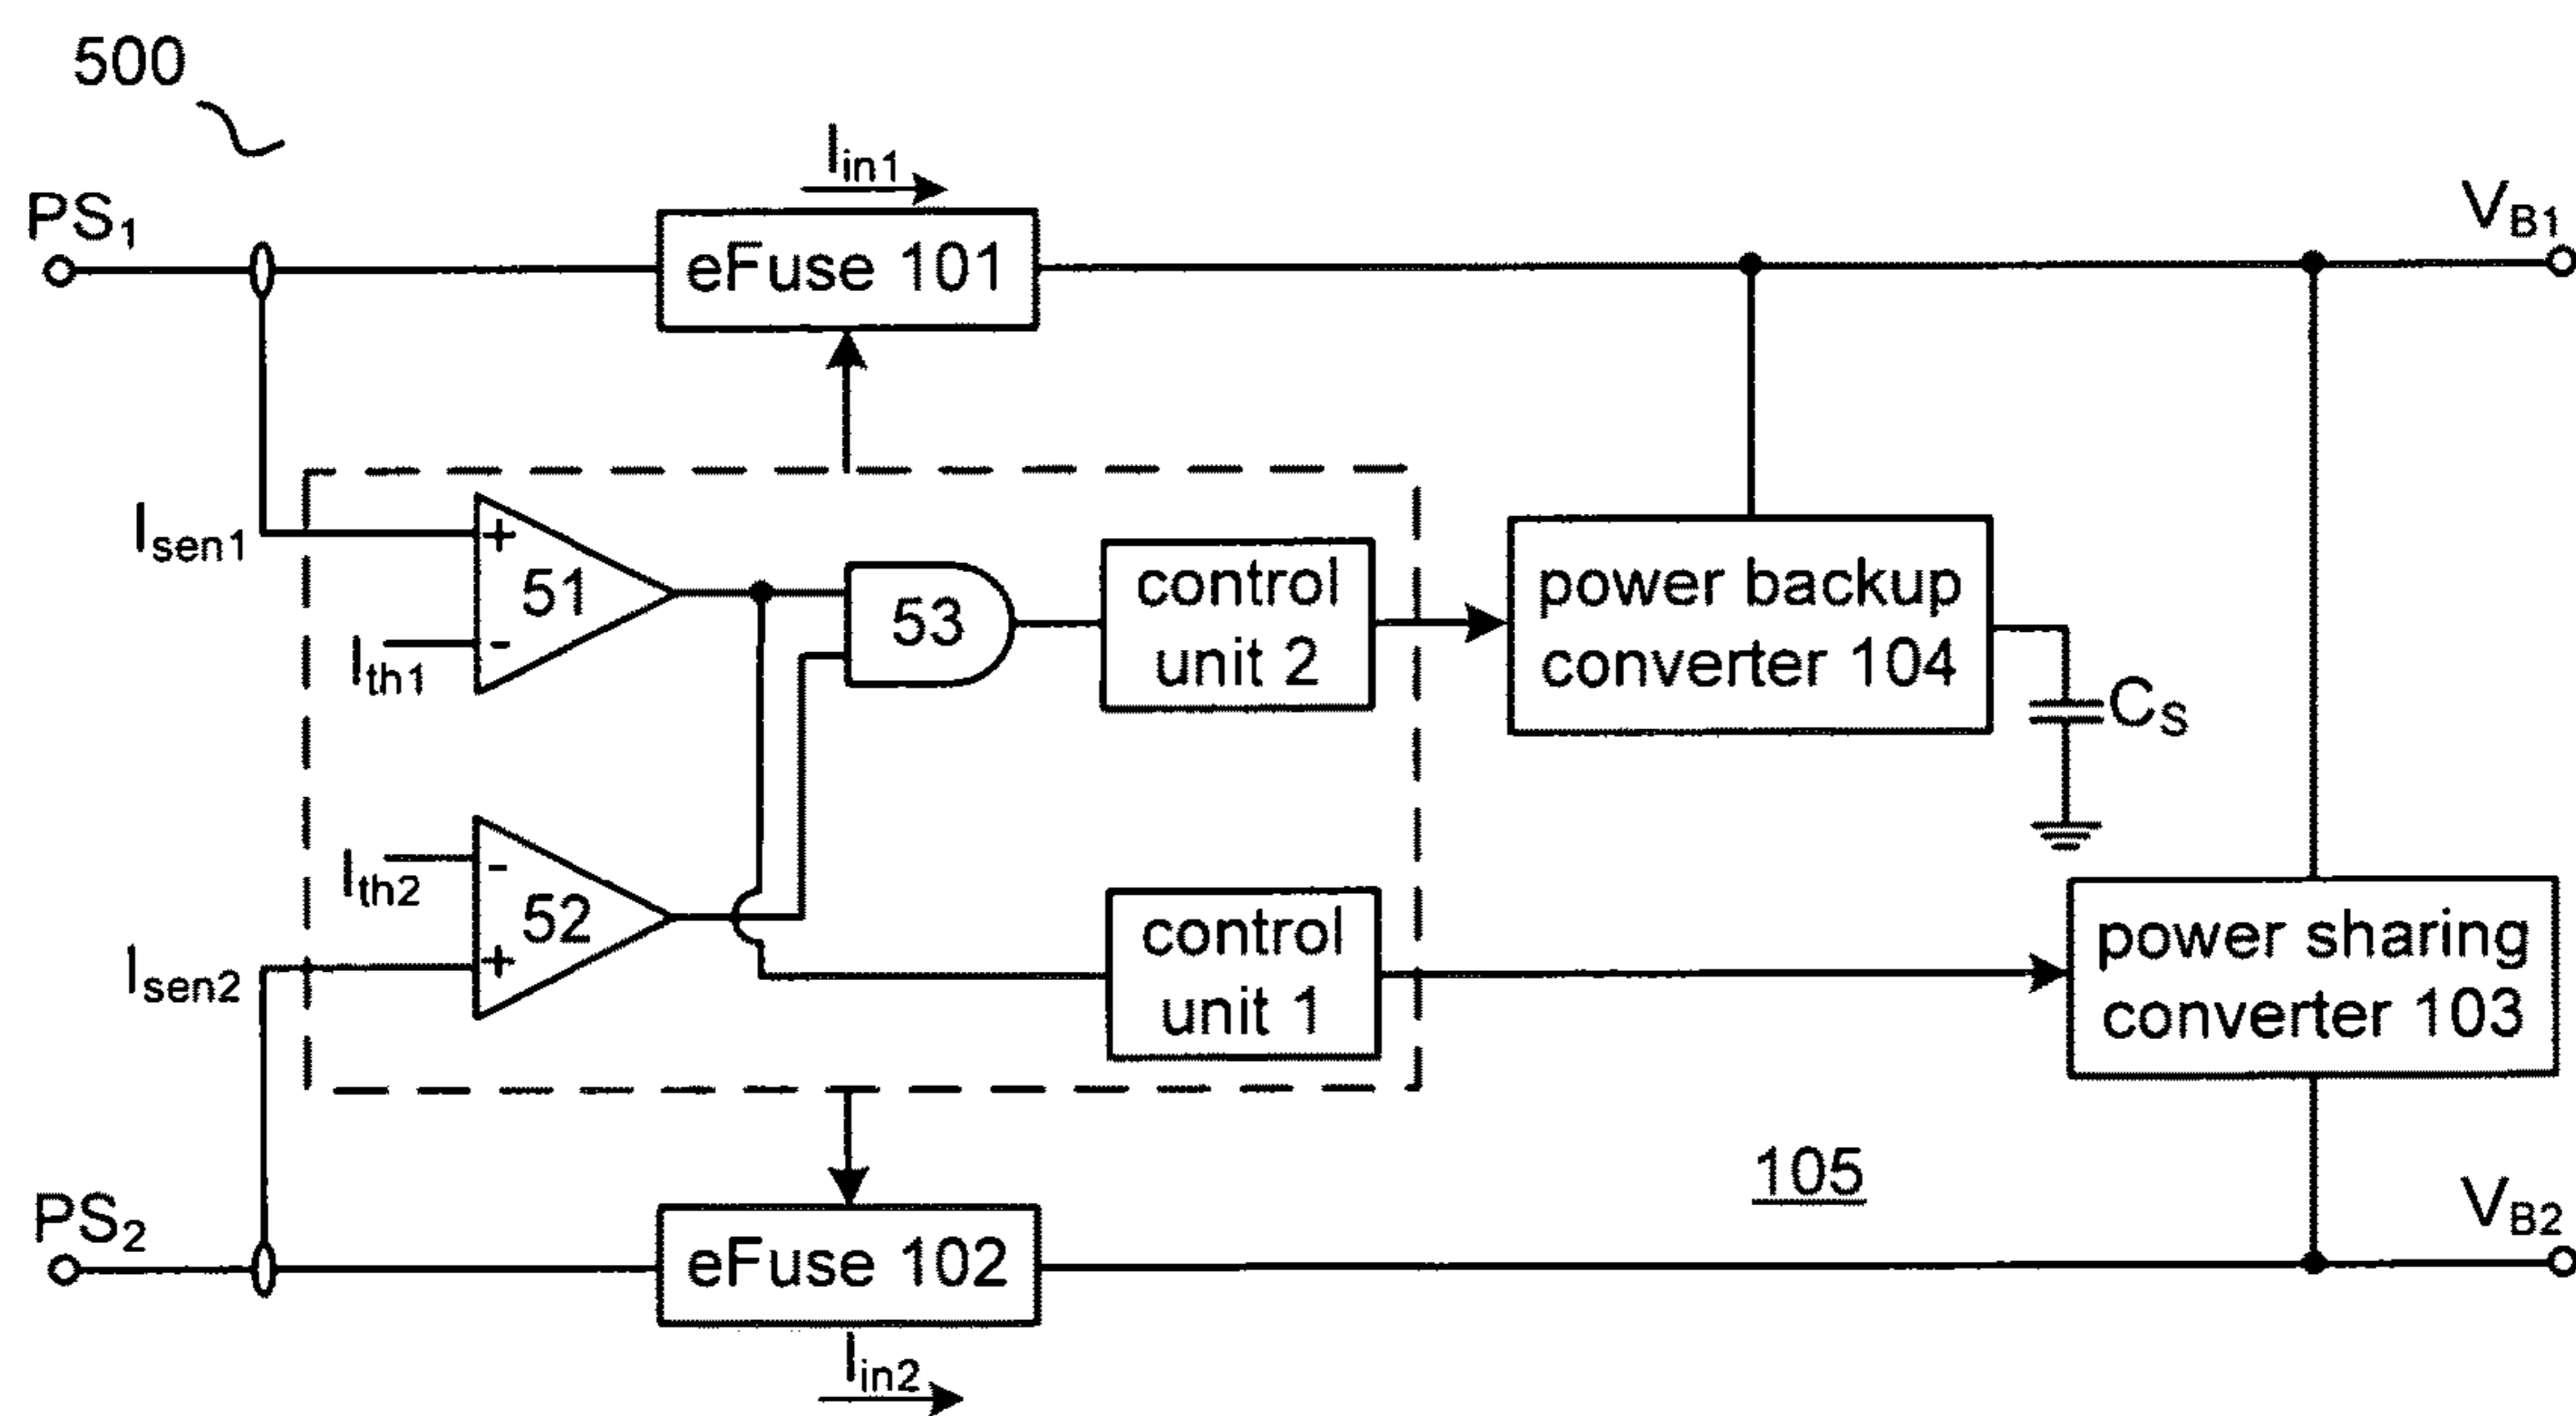 500
I_in1
PS_1
eFuse 101
V_B1
I_sen1
+
51
-
I_th1
53
control
unit 2
power backup
converter 104
C_S
I_th2
-
52
+
I_sen2
control
unit 1
power sharing
converter 103
105
PS_2
eFuse 102
V_B2
I_in2